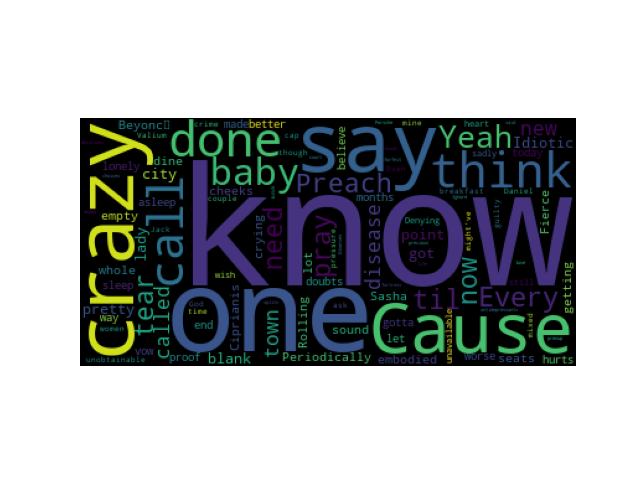 Beyonc▯
crime
made
better
mine
heart
Valium
done
cap
say
Yeah
new
though
believe
Idiotic
lonely
dine
baby
think
sadly
today
crazy
city
cheeks
Preach
breakfast
Daniel
call
know
couple
months
Fierce
empty
asleep
guilty
lady
Jack
crying
need
pray
disease
Denying
might've
whole
point
pressure
got
tear
sleep
wish
lot
doubts
now
getting
pretty
called
one
Sasha
til
Every
still
God
Ciprianis
Rolling
ask
way
time
town
gotta
Cause
women
end
sound
let
unavailable
mixed
vow
proof
blank
Periodically
embodied
worse
seats
hurts
unobtainable